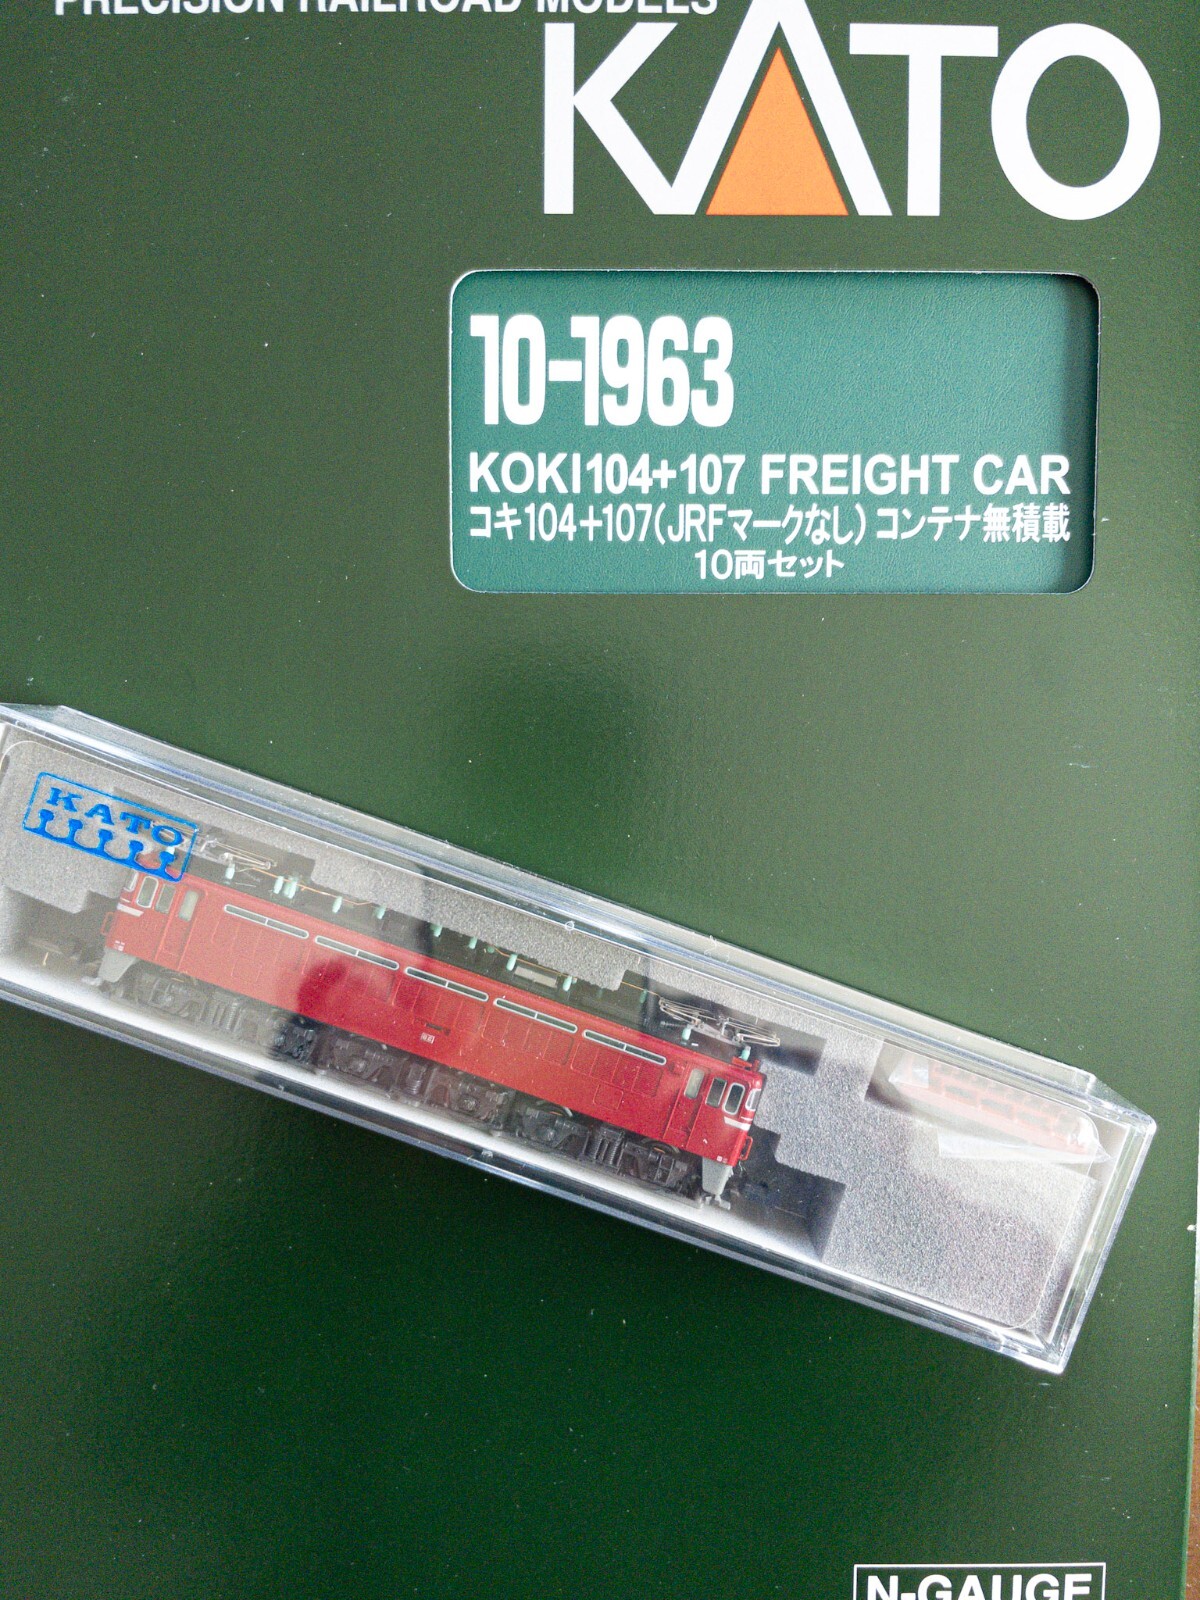 PRECISION RAILROAD MODELS
KATO
10-1963
KOKI104+107 FREIGHT CAR
コキ104+107(JRFマークなし) コンテナ無積載
10両セット
KATO
N-GAUGE